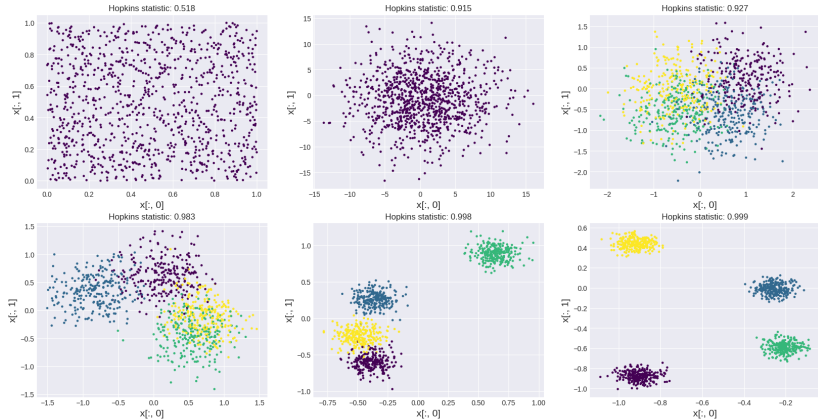 Hopkins statistic: 0.518
1.0
0.8
0.6
0.4
0.2
0.0
x[:, 1]
0.0 0.2 0.4 0.6 0.8 1.0
x[:, 0]
Hopkins statistic: 0.915
15
10
5
0
−5
−10
−15
x[:, 1]
−15 −10 −5 0 5 10 15
x[:, 0]
Hopkins statistic: 0.927
1.5
1.0
0.5
0.0
−0.5
−1.0
−1.5
−2.0
x[:, 1]
−2 −1 0 1 2
x[:, 0]
Hopkins statistic: 0.983
1.5
1.0
0.5
0.0
−0.5
−1.0
−1.5
x[:, 1]
−1.5 −1.0 −0.5 0.0 0.5 1.0 1.5
x[:, 0]
Hopkins statistic: 0.998
1.0
0.5
0.0
−0.5
−1.0
x[:, 1]
−0.75 −0.50 −0.25 0.00 0.25 0.50 0.75 1.00
x[:, 0]
Hopkins statistic: 0.999
0.6
0.4
0.2
0.0
−0.2
−0.4
−0.6
−0.8
−1.0
x[:, 1]
−1.0 −0.8 −0.6 −0.4 −0.2
x[:, 0]